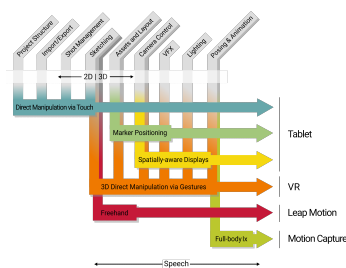 Project Structure
Import/Export
Shot Management
Sketching
Assets and Layout
Camera Control
VFX
Lighting
Posing & Animation
2D | 3D
Direct Manipulation via Touch
Marker Positioning
Tablet
Spatially-aware Displays
3D Direct Manipulation via Gestures
VR
Freehand
Leap Motion
Full-body tx
Motion Capture
Speech